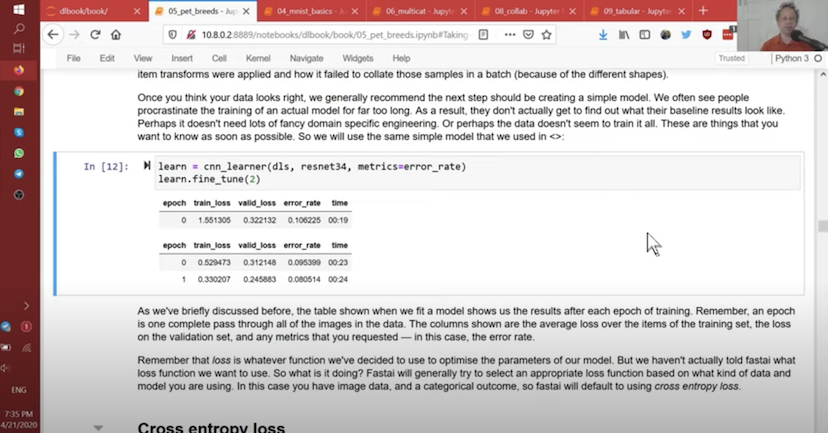 dlbook/book/
05_pet_breeds - Jup
04_mnist_basics - J
06_multicat - Jupyte
08_collab - Jupyter
09_tabular - Jupyte
10.8.0.2:8889/notebooks/dlbook/book/05_pet_breeds.ipynb#Taking-
File Edit View Insert Cell Kernel Navigate Widgets Help
Trusted
Python 3
item transforms were applied and how it failed to collate those samples in a batch (because of the different shapes).
Once you think your data looks right, we generally recommend the next step should be creating a simple model. We often see people
procrastinate the training of an actual model for far too long. As a result, they don't actually get to find out what their baseline results look like.
Perhaps it doesn't need lots of fancy domain specific engineering. Or perhaps the data doesn't seem to train it all. These are things that you
want to know as soon as possible. So we will use the same simple model that we used in <>:
In [12]:
learn = cnn_learner(dls, resnet34, metrics=error_rate)
learn.fine_tune(2)
epoch train_loss valid_loss error_rate time
0 1.551305 0.322132 0.106225 00:19
epoch train_loss valid_loss error_rate time
0 0.529473 0.312148 0.095399 00:23
1 0.330207 0.245883 0.080514 00:24
As we've briefly discussed before, the table shown when we fit a model shows us the results after each epoch of training. Remember, an epoch
is one complete pass through all of the images in the data. The columns shown are the average loss over the items of the training set, the loss
on the validation set, and any metrics that you requested — in this case, the error rate.
Remember that loss is whatever function we've decided to use to optimise the parameters of our model. But we haven't actually told fastai what
loss function we want to use. So what is it doing? Fastai will generally try to select an appropriate loss function based on what kind of data and
model you are using. In this case you have image data, and a categorical outcome, so fastai will default to using cross entropy loss.
Cross entropy loss
ENG
7:35 PM
4/21/2020